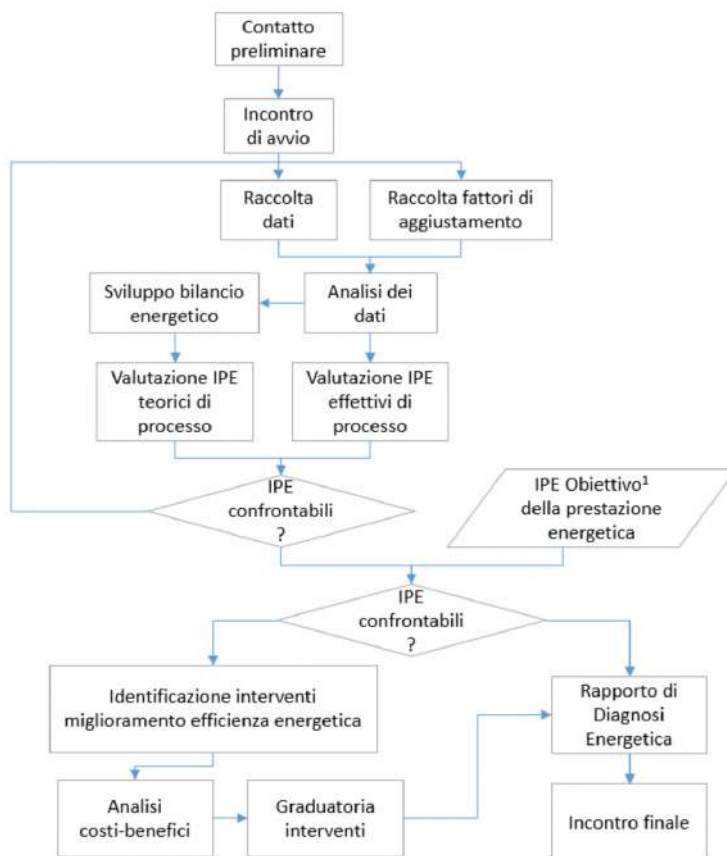 Contatto
preliminare
Incontro
di avvio
Raccolta
dati
Raccolta fattori di
aggiustamento
Sviluppo bilancio
energetico
Analisi dei
dati
Valutazione IPE
teorici di
processo
Valutazione IPE
effettivi di
processo
IPE
confrontabili
?
IPE Obiettivo¹
della prestazione
energetica
IPE
confrontabili
?
Identificazione interventi
miglioramento efficienza energetica
Rapporto di
Diagnosi
Energetica
Analisi
costi-benefici
Graduatoria
interventi
Incontro finale